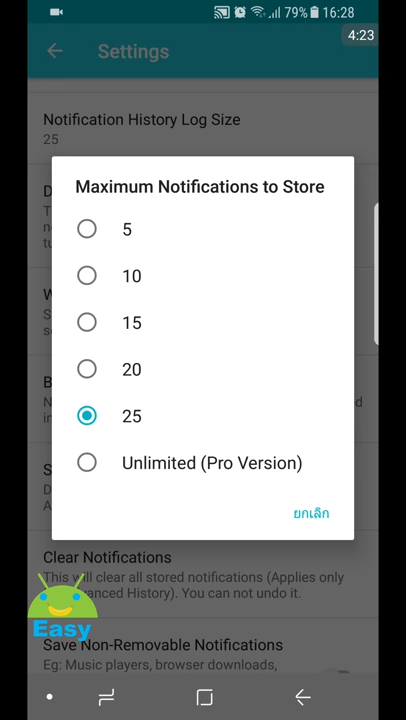 79% 16:28
4:23
Settings
Notification History Log Size
25
Maximum Notifications to Store
5
10
15
20
25
Unlimited (Pro Version)
ยกเลิก
Clear Notifications
This will clear all stored notifications (Applies only
vanced History). You can not undo it.
Easy
Save Non-Removable Notifications
Eg: Music players, browser downloads,